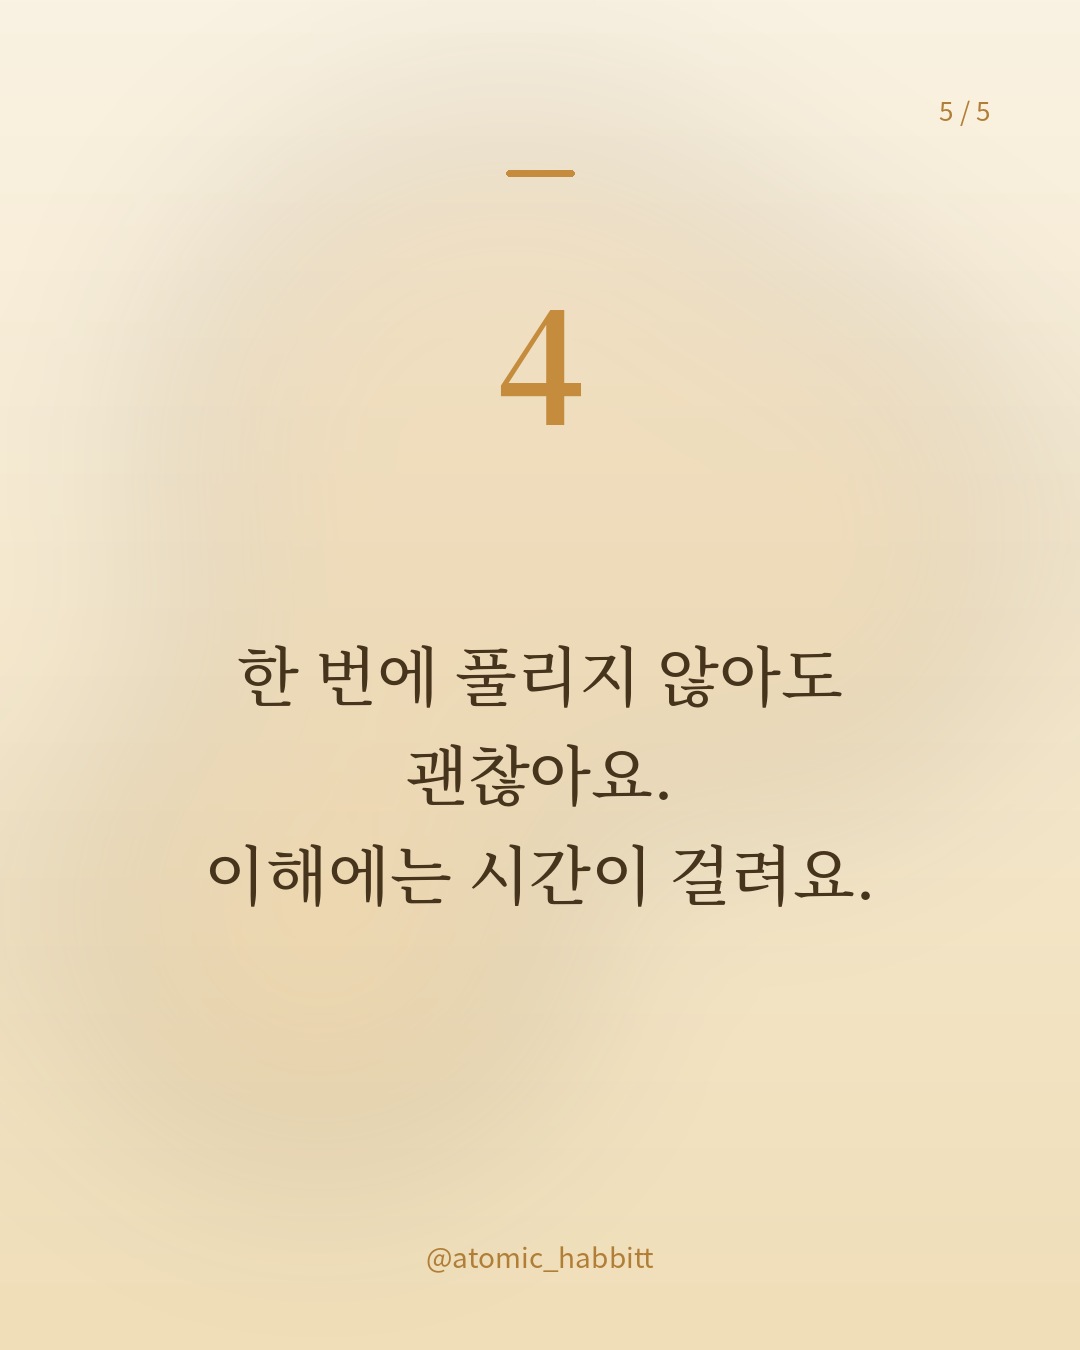 5 / 5
4
한 번에 풀리지 않아도
괜찮아요.
이해에는 시간이 걸려요.
@atomic_habbitt